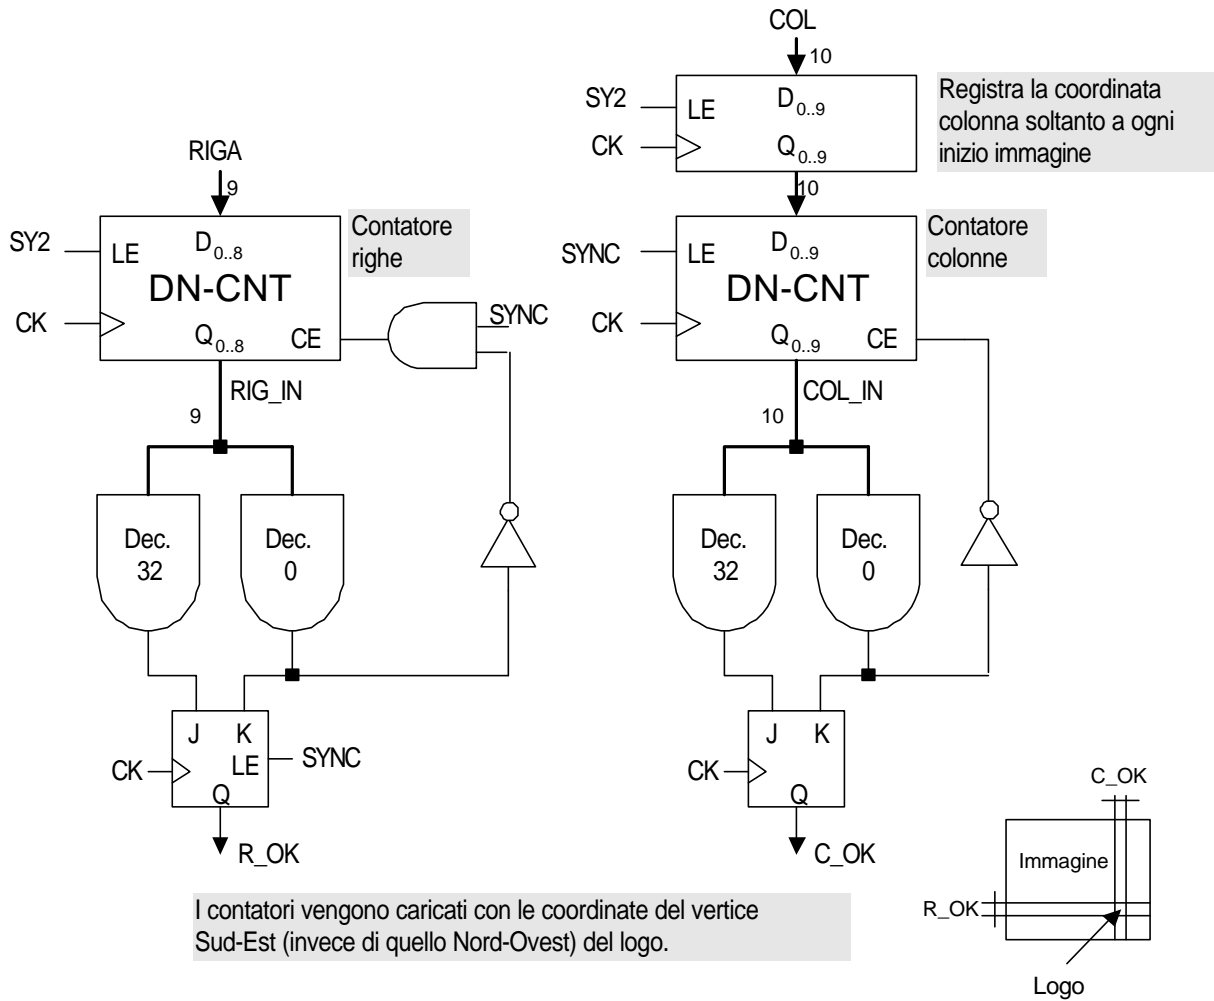 COL
10
SY2
LE
D0..9
CK
Q0..9
Registra la coordinata
colonna soltanto a ogni
inizio immagine
RIGA
9
SY2
LE
D0..8
DN-CNT
CK
Q0..8
CE
Contatore
righe
SYNC
RIG_IN
9
Dec.
32
Dec.
0
J
K
LE
SYNC
CK
Q
R_OK
10
SYNC
LE
D0..9
DN-CNT
CK
Q0..9
CE
Contatore
colonne
COL_IN
10
Dec.
32
Dec.
0
J
K
CK
Q
C_OK
C_OK
Immagine
R_OK
Logo
I contatori vengono caricati con le coordinate del vertice
Sud-Est (invece di quello Nord-Ovest) del logo.